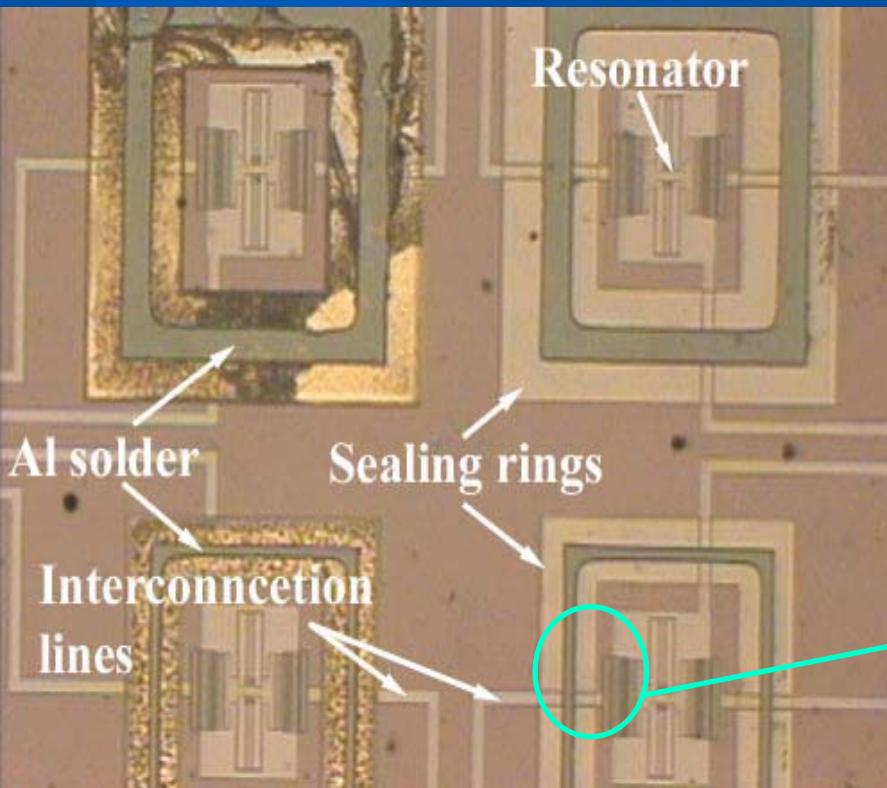 Resonator
Al solder
Sealing rings
Interconncetion
lines